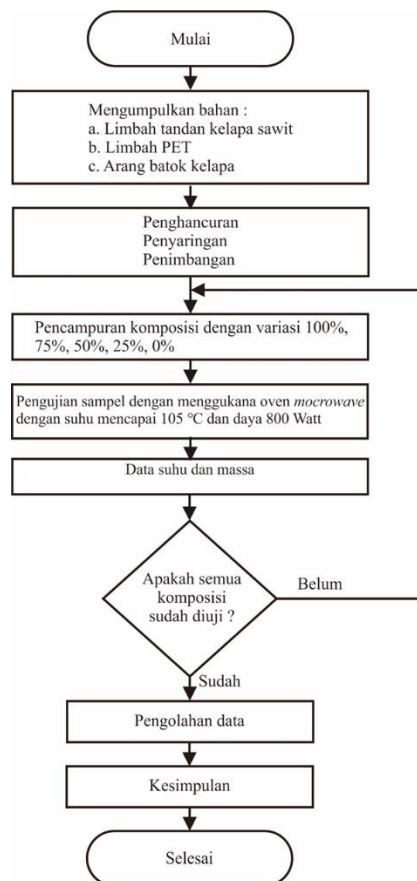 Mulai
Mengumpulkan bahan :
a. Limbah tandan kelapa sawit
b. Limbah PET
c. Arang batok kelapa
Penghancuran
Penyaringan
Penimbangan
Pencampuran komposisi dengan variasi 100%,
75%, 50%, 25%, 0%
Pengujian sampel dengan menggukana oven mocrowave
dengan suhu mencapai 105 °C dan daya 800 Watt
Data suhu dan massa
Apakah semua
komposisi
sudah diuji ?
Belum
Sudah
Pengolahan data
Kesimpulan
Selesai